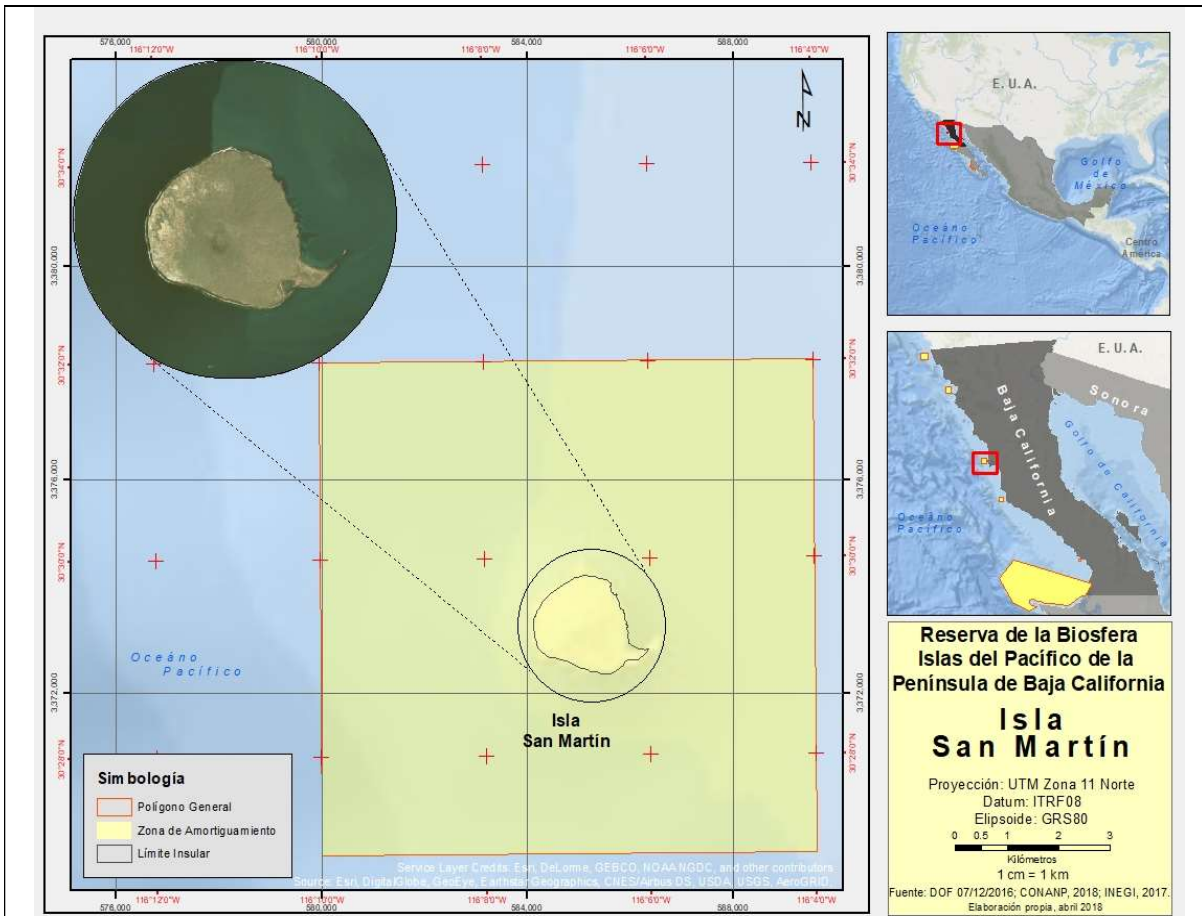 576,000
580,000
584,000
588,000
116°12'0"W
116°10'0"W
116°8'0"W
116°6'0"W
116°4'0"W
N
30°34'0"N
30°34'0"N
3,380,000
3,380,000
30°32'0"N
30°32'0"N
3,376,000
3,376,000
30°30'0"N
30°30'0"N
Océano
Pacífico
3,372,000
3,372,000
Isla
San Martín
30°28'0"N
30°28'0"N
Simbología
Polígono General
Zona de Amortiguamiento
Límite Insular
Service Layer Credits: Esri, DeLorme, GEBCO, NOAA NGDC, and other contributors
Source: Esri, DigitalGlobe, GeoEye, Earthstar Geographics, CNES/Airbus DS, USDA, USGS, AeroGRID
576,000
580,000
584,000
588,000
116°12'0"W
116°8'0"W
116°6'0"W
116°4'0"W
E. U. A.
Golfo
de
México
Océano
Pacífico
Centro
América
E. U. A.
Sonora
Baja California
Golfo de California
Océano
Pacífico
Reserva de la Biosfera
Islas del Pacífico de la
Península de Baja California
Isla
San Martín
Proyección: UTM Zona 11 Norte
Datum: ITRF08
Elipsoide: GRS80
0 0.5 1 2 3
Kilómetros
1 cm = 1 km
Fuente: DOF 07/12/2016; CONANP, 2018; INEGI, 2017.
Elaboración propia, abril 2018